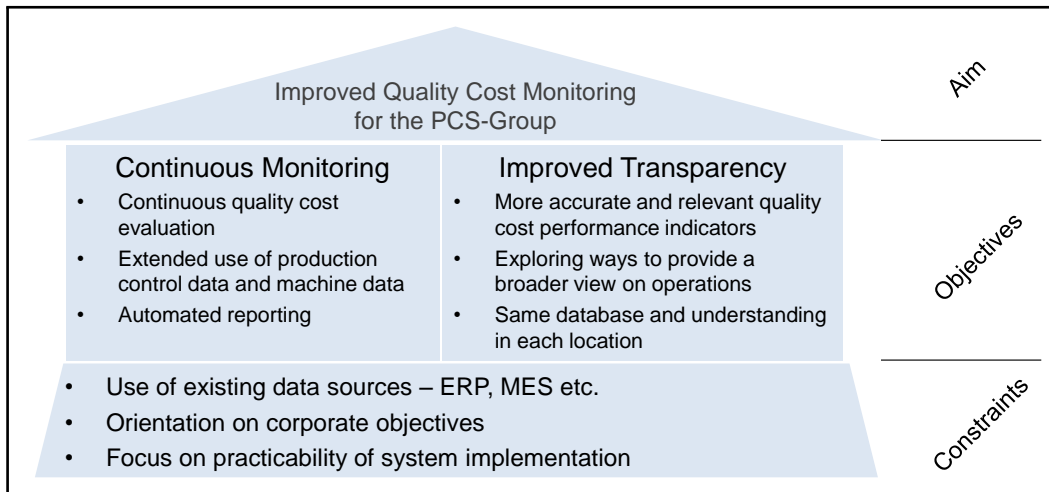 Improved Quality Cost Monitoring
for the PCS-Group
Aim
Continuous Monitoring
• Continuous quality cost
evaluation
• Extended use of production
control data and machine data
• Automated reporting
Improved Transparency
• More accurate and relevant quality
cost performance indicators
• Exploring ways to provide a
broader view on operations
• Same database and understanding
in each location
Objectives
• Use of existing data sources – ERP, MES etc.
• Orientation on corporate objectives
• Focus on practicability of system implementation
Constraints